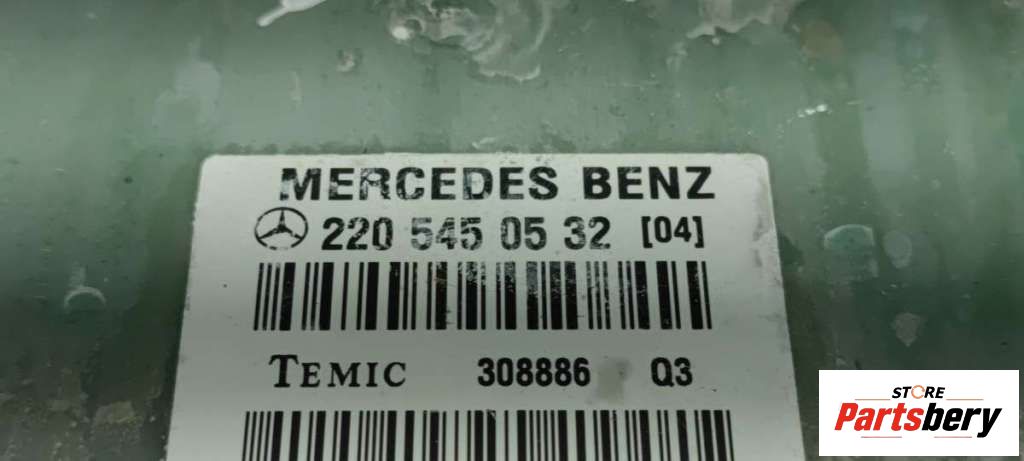 MERCEDES BENZ
220 545 05 32 [04]
TEMIC 308886 Q3
STORE
Partsbery